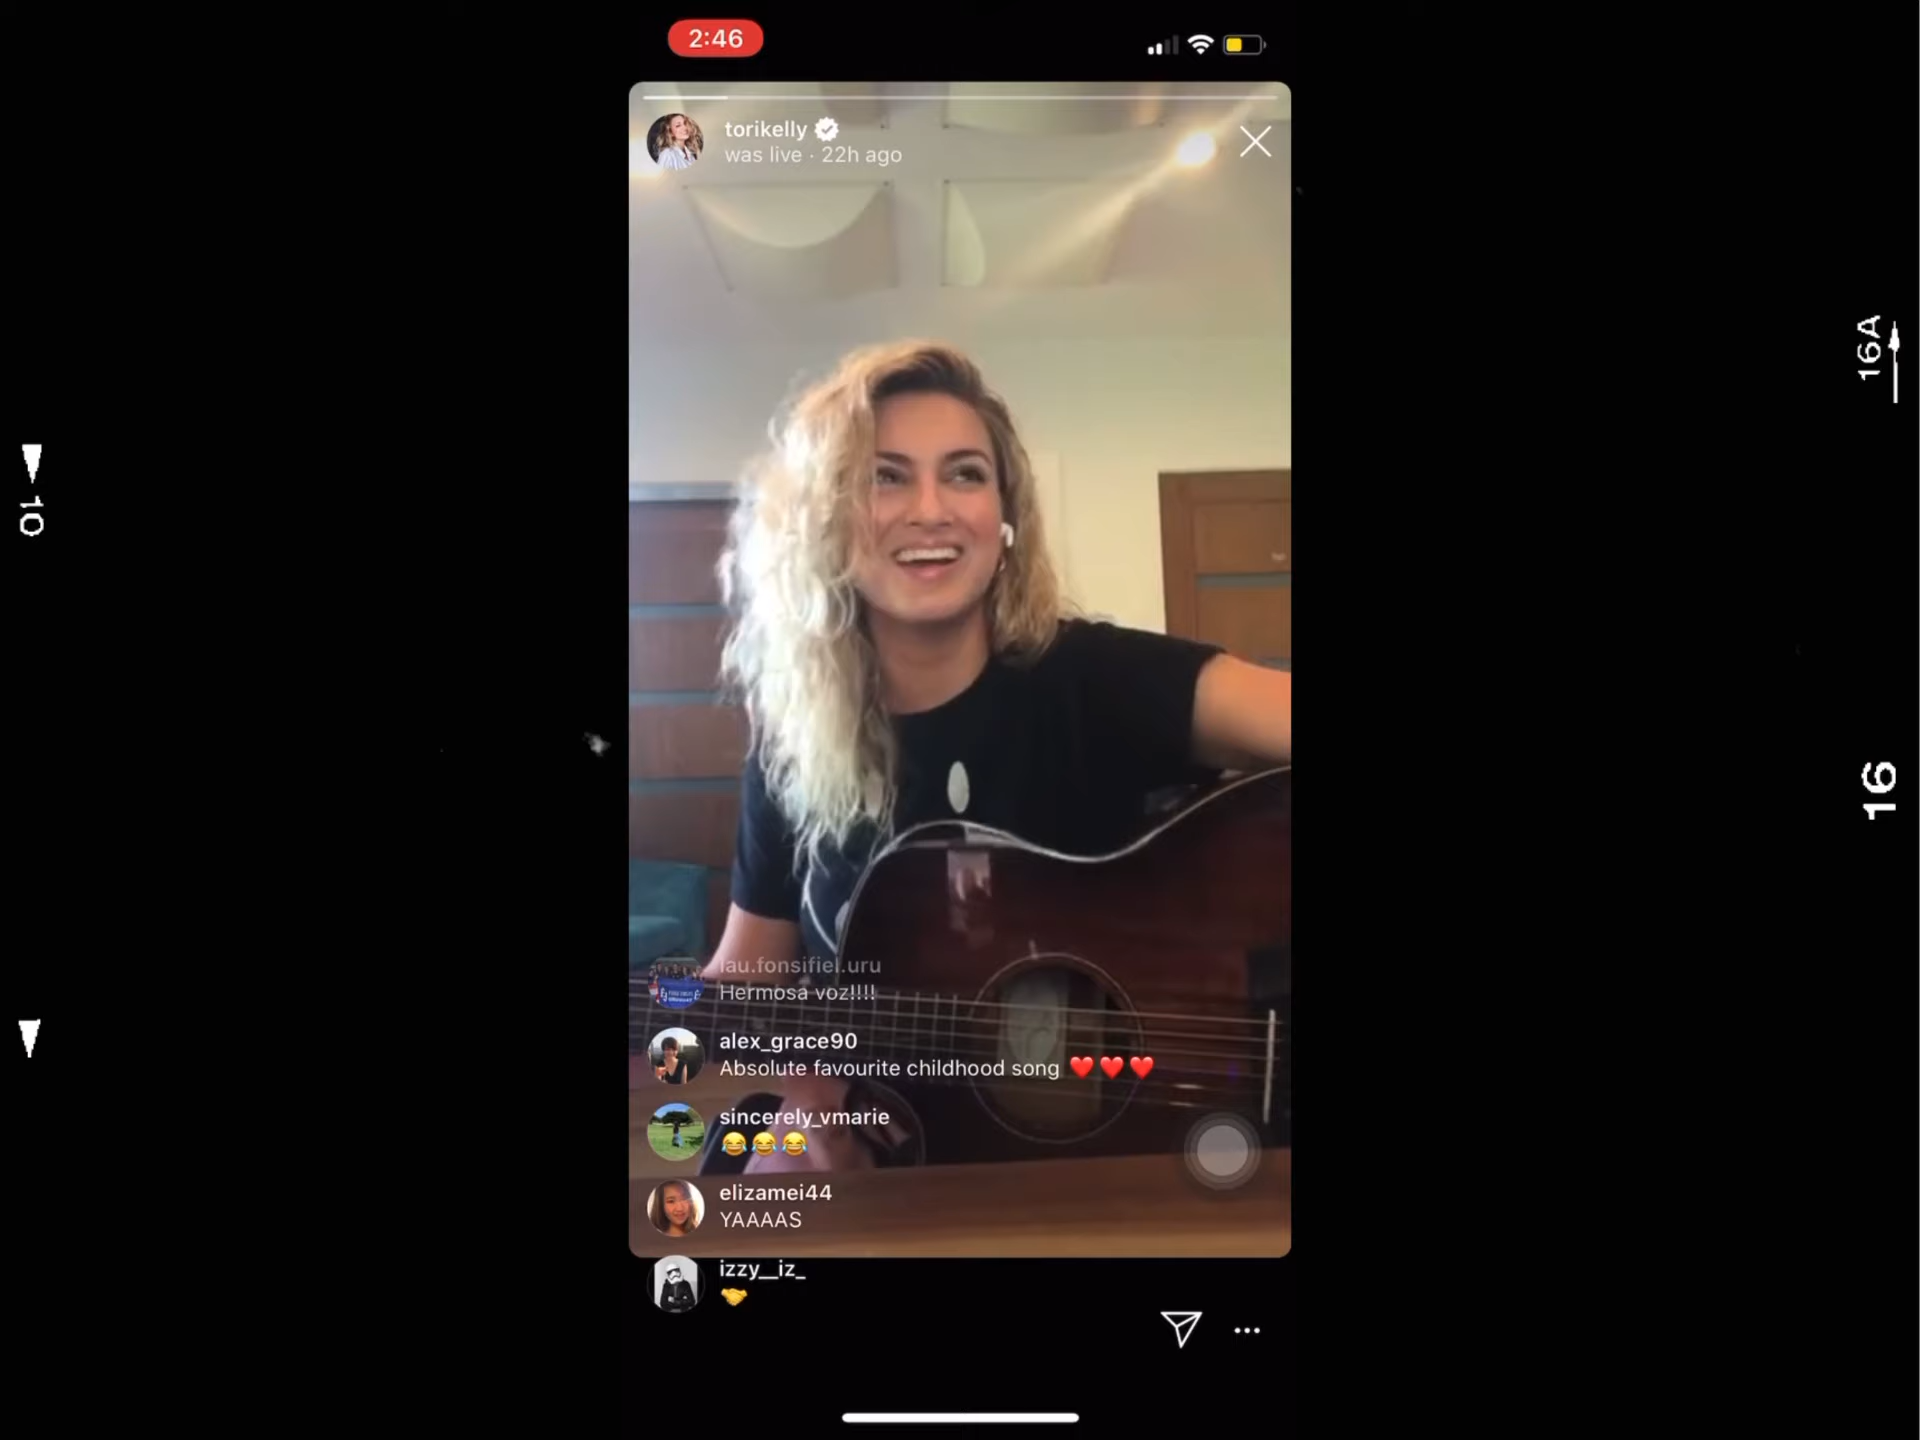 2:46
torikelly
was live · 22h ago
16A
10
16
lau.fonsifiel.uru
Hermosa voz!!!!
alex_grace90
Absolute favourite childhood song ❤️❤️❤️
sincerely_vmarie
😂😂😂
elizamei44
YAAAAS
izzy__iz_
🤝